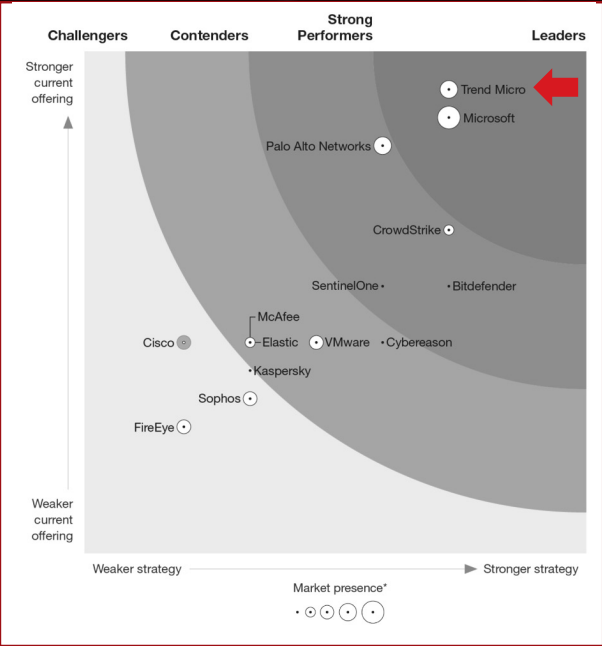 Challengers
Contenders
Strong
Performers
Leaders
Stronger
current
offering
Trend Micro
Microsoft
Palo Alto Networks
CrowdStrike
SentinelOne
Bitdefender
McAfee
Cisco
Elastic
VMware
Cybereason
Kaspersky
Sophos
FireEye
Weaker
current
offering
Weaker strategy
Stronger strategy
Market presence*